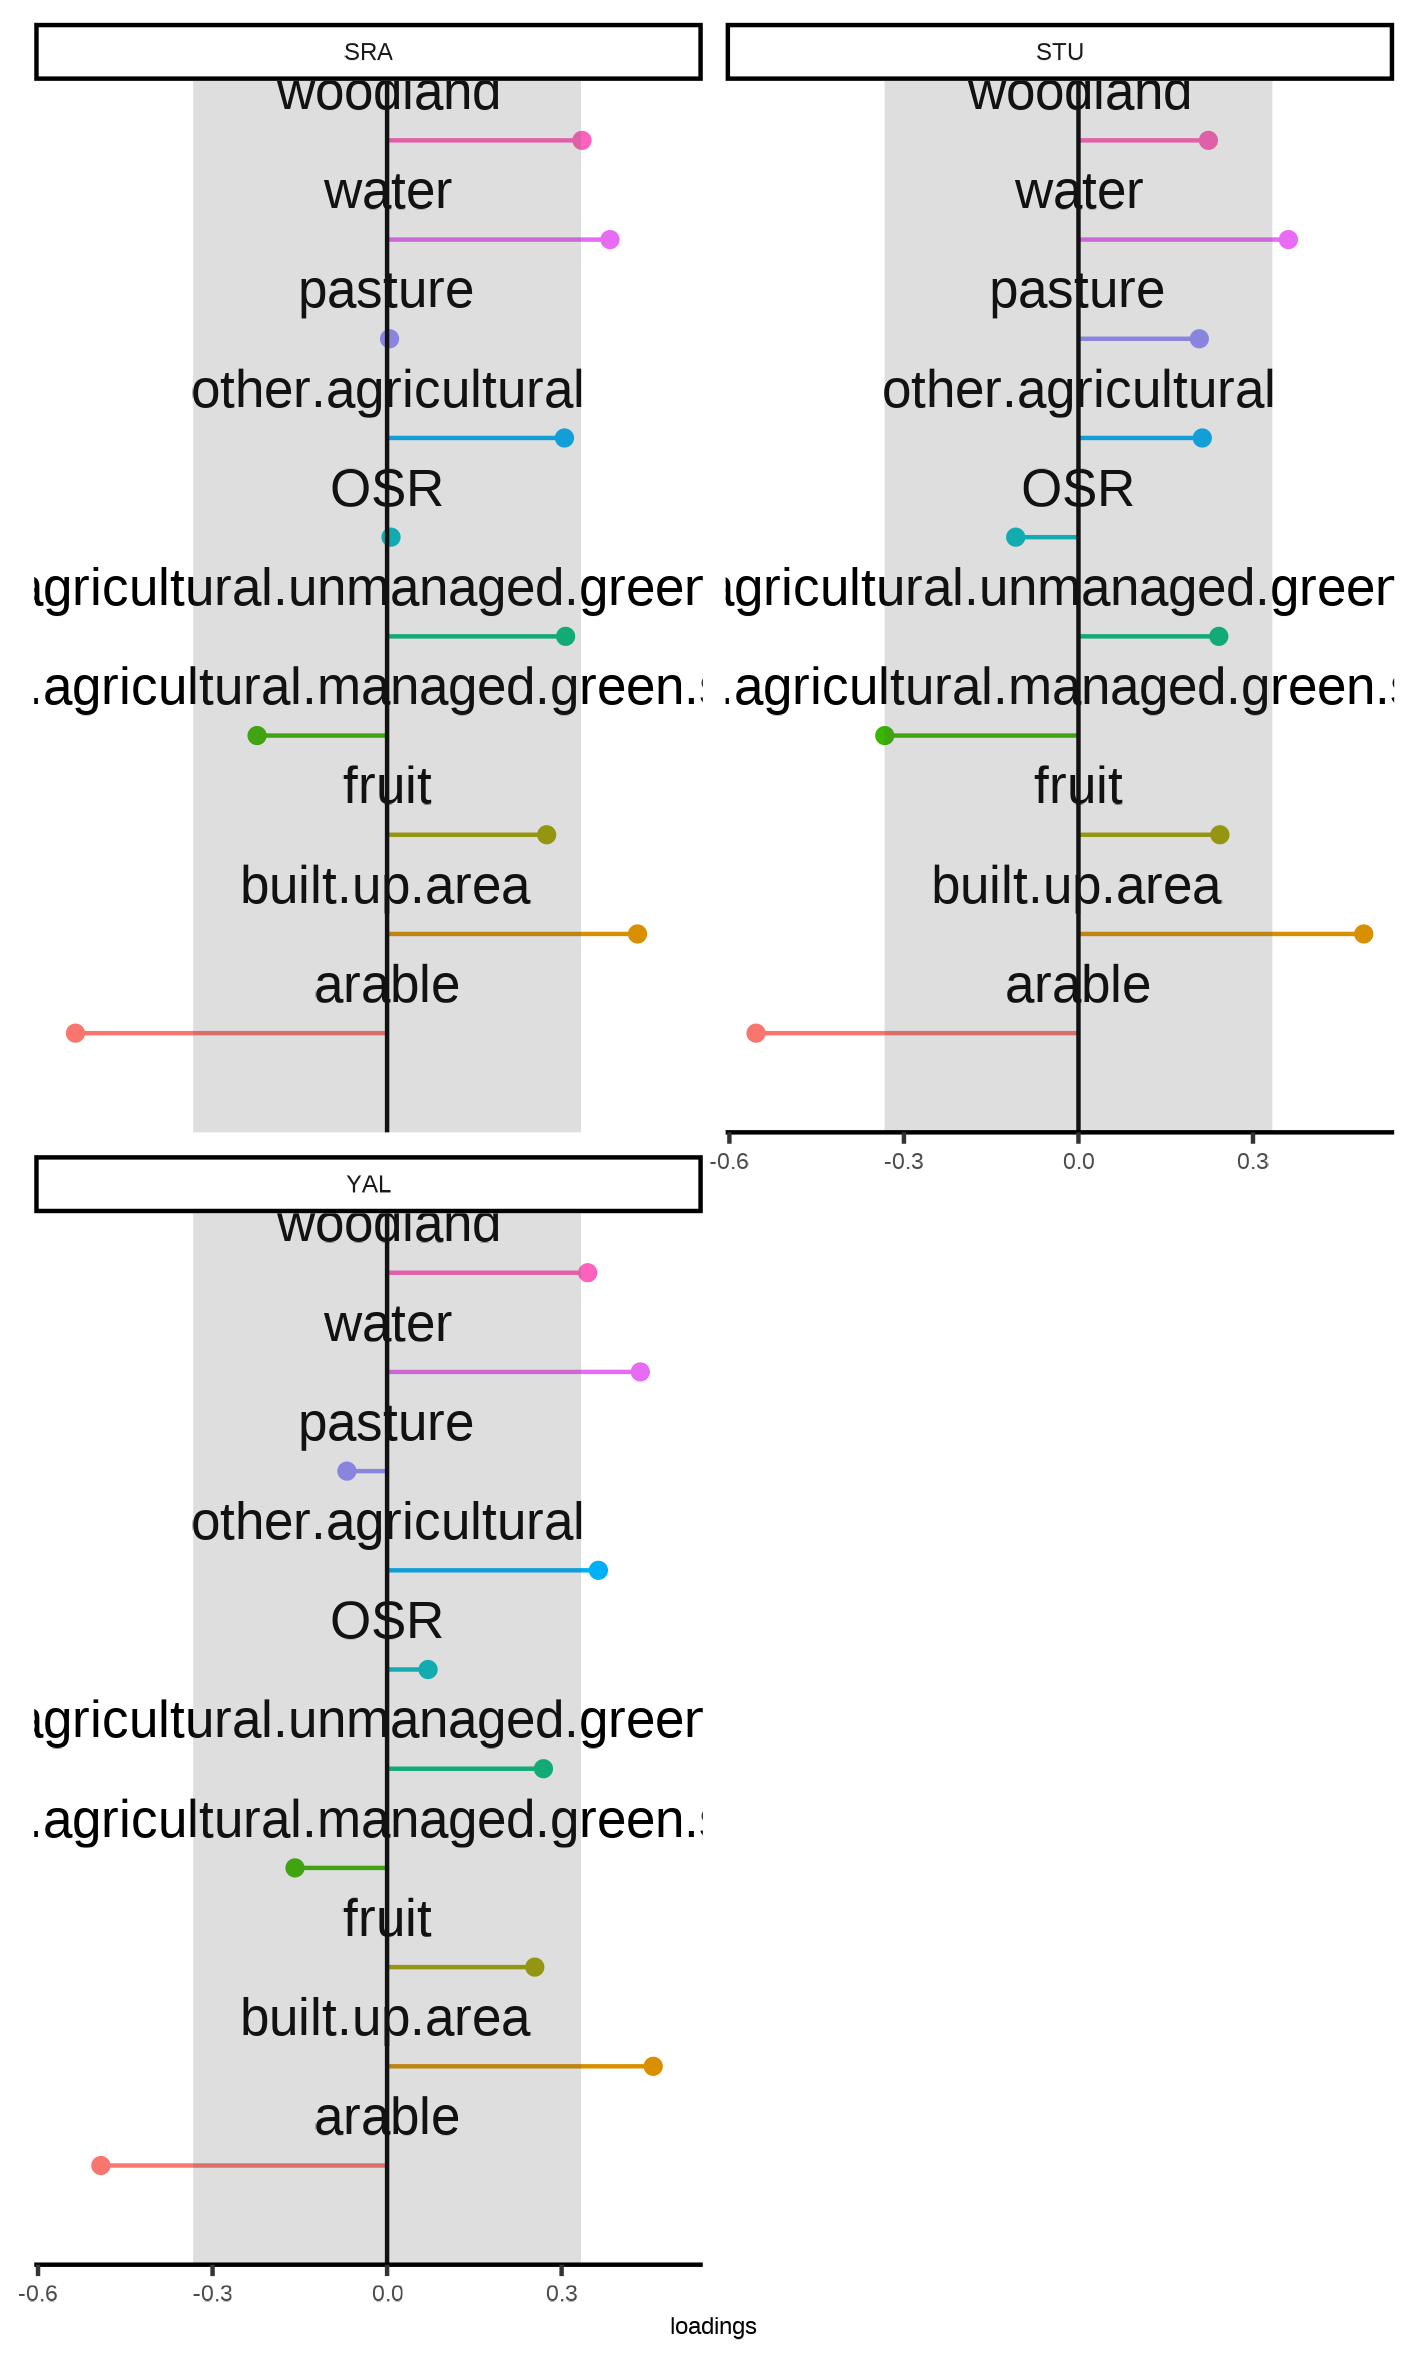 SRA
woodland
water
pasture
other.agricultural
OSR
agricultural.unmanaged.green
.agricultural.managed.green.s
fruit
built.up.area
arable
STU
woodland
water
pasture
other.agricultural
OSR
agricultural.unmanaged.green
.agricultural.managed.green.s
fruit
built.up.area
arable
-0.6 -0.3 0.0 0.3
YAL
woodland
water
pasture
other.agricultural
OSR
agricultural.unmanaged.green
.agricultural.managed.green.s
fruit
built.up.area
arable
-0.6 -0.3 0.0 0.3
loadings